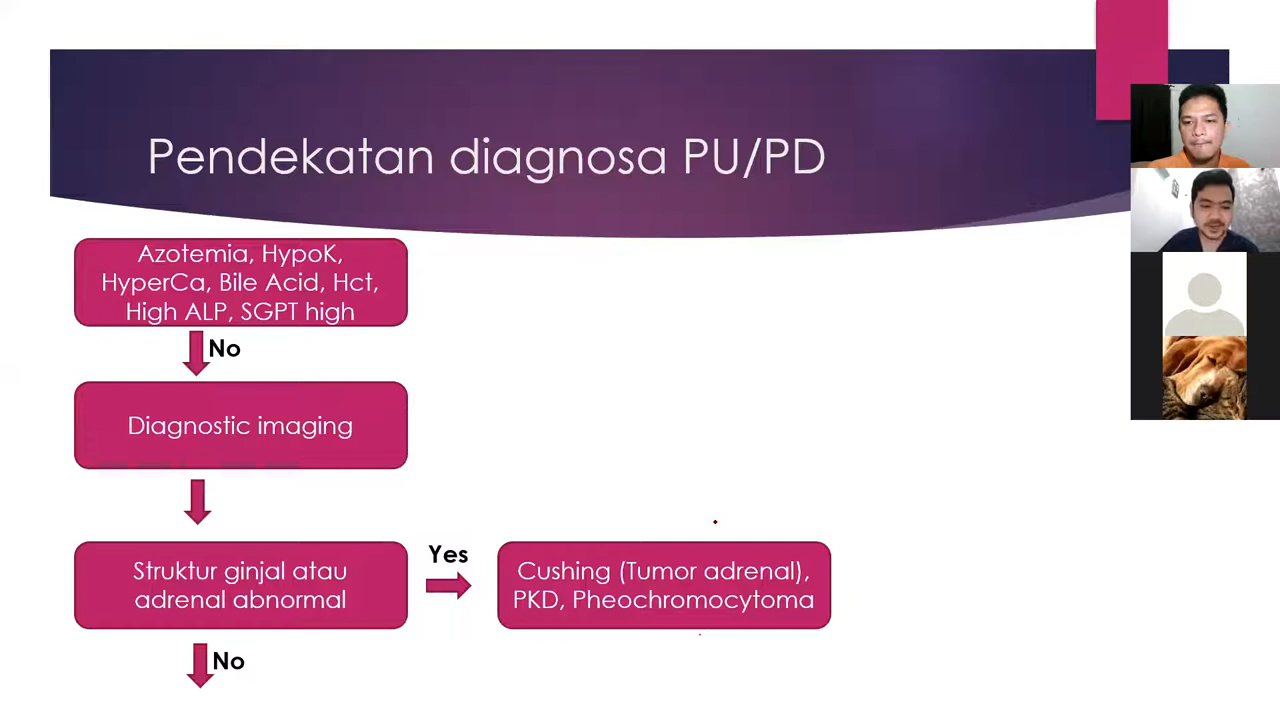 Pendekatan diagnosa PU/PD
Azotemia, HypoK,
HyperCa, Bile Acid, Hct,
High ALP, SGPT high
No
Diagnostic imaging
Struktur ginjal atau
adrenal abnormal
Yes
Cushing (Tumor adrenal),
PKD, Pheochromocytoma
No